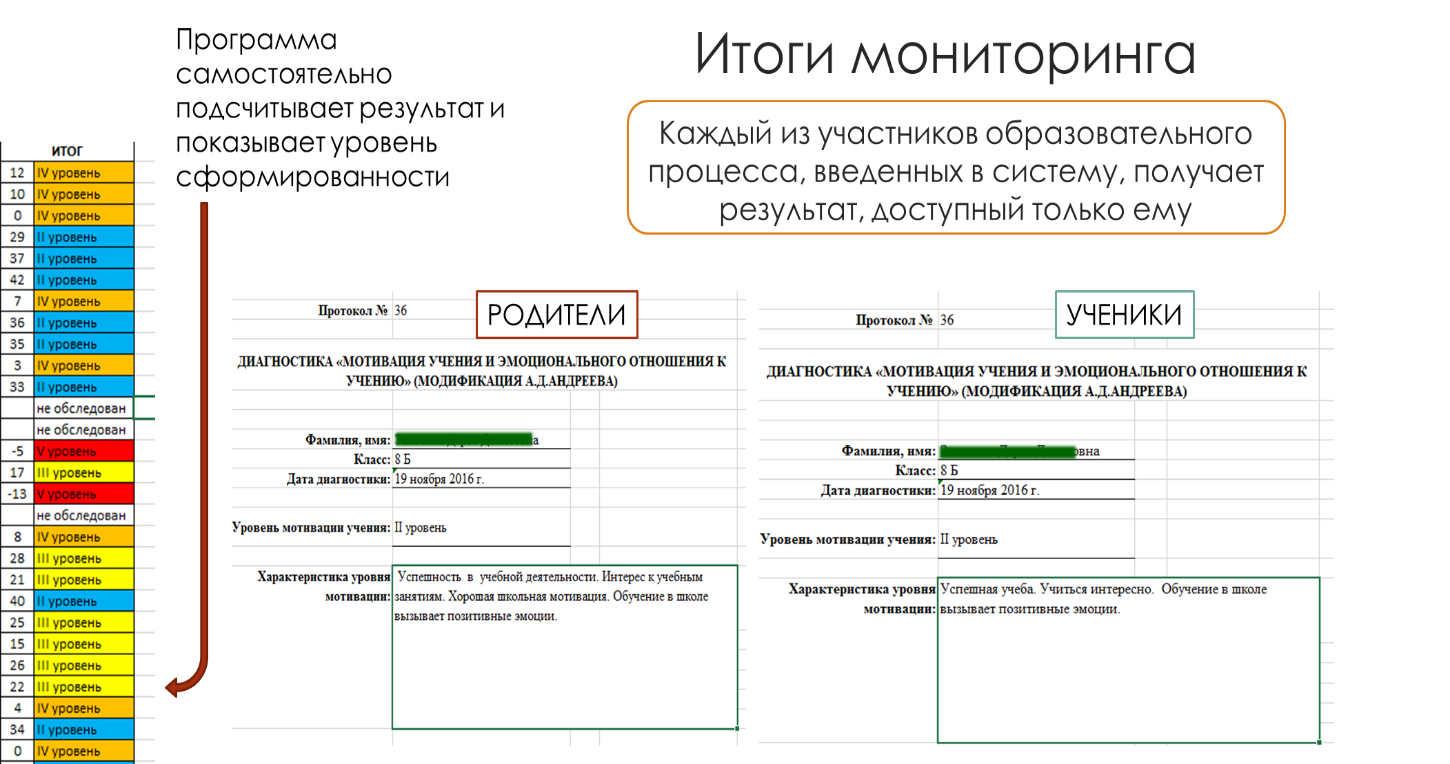 Программа
самостоятельно
подсчитывает результат и
показывает уровень
сформированности
Итоги мониторинга
Каждый из участников образовательного
процесса, введенных в систему, получает
результат, доступный только ему
ИТОГ
12 IV уровень
10 IV уровень
0 IV уровень
29 II уровень
37 II уровень
42 II уровень
7 IV уровень
36 II уровень
35 II уровень
3 IV уровень
33 II уровень
не обследован
не обследован
-5 V уровень
17 III уровень
-13 V уровень
не обследован
8 IV уровень
28 III уровень
21 III уровень
40 II уровень
25 III уровень
15 III уровень
26 III уровень
22 III уровень
4 IV уровень
34 II уровень
0 IV уровень
Протокол № 36
РОДИТЕЛИ
ДИАГНОСТИКА «МОТИВАЦИЯ УЧЕНИЯ И ЭМОЦИОНАЛЬНОГО ОТНОШЕНИЯ К
УЧЕНИЮ» (МОДИФИКАЦИЯ А.Д.АНДРЕЕВА)
Фамилия, имя:
Класс: 8 Б
Дата диагностики: 19 ноября 2016 г.
Уровень мотивации учения: II уровень
Характеристика уровня Успешность в учебной деятельности. Интерес к учебным
мотивации: занятиям. Хорошая школьная мотивация. Обучение в школе
вызывает позитивные эмоции.
Протокол № 36
УЧЕНИКИ
ДИАГНОСТИКА «МОТИВАЦИЯ УЧЕНИЯ И ЭМОЦИОНАЛЬНОГО ОТНОШЕНИЯ К
УЧЕНИЮ» (МОДИФИКАЦИЯ А.Д.АНДРЕЕВА)
Фамилия, имя:
Класс: 8 Б
Дата диагностики: 19 ноября 2016 г.
Уровень мотивации учения: II уровень
Характеристика уровня Успешная учеба. Учиться интересно. Обучение в школе
мотивации: вызывает позитивные эмоции.